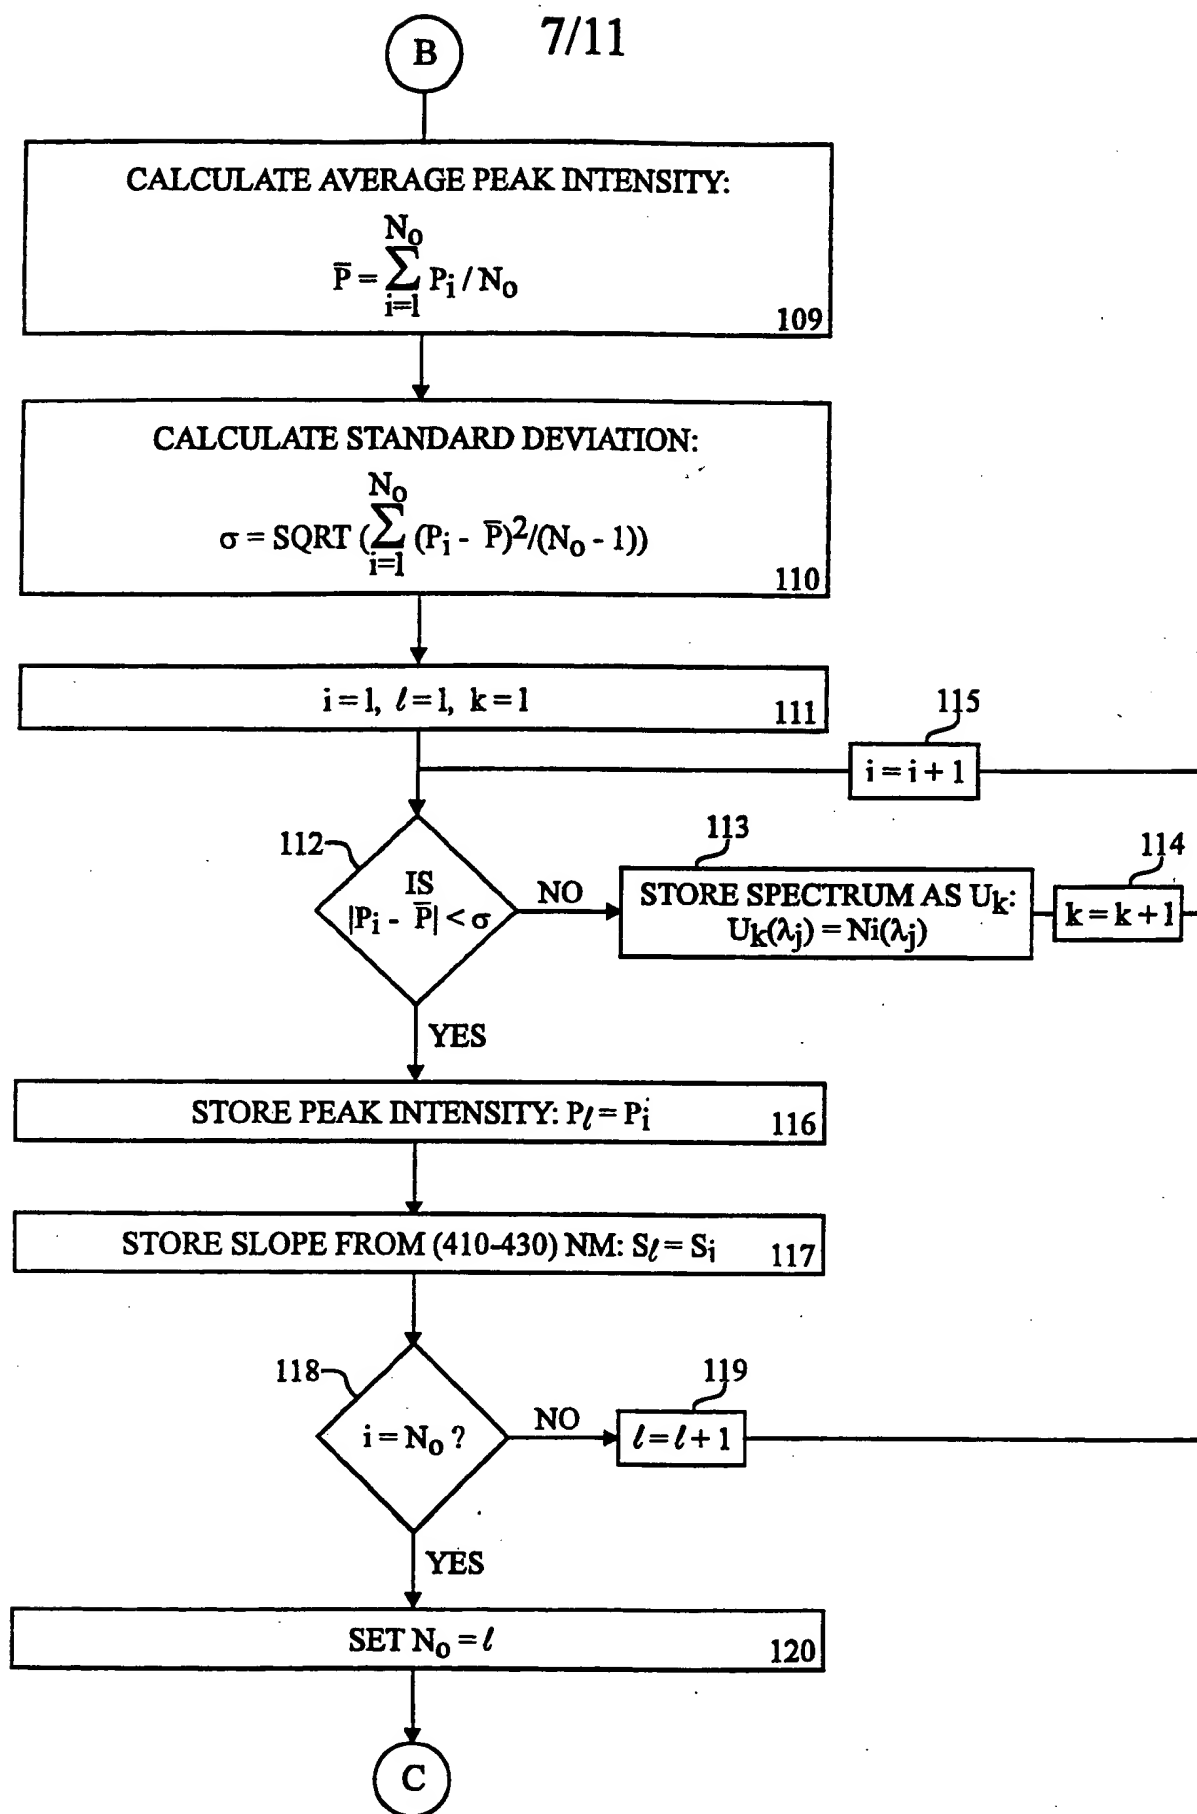 7/11
B
CALCULATE AVERAGE PEAK INTENSITY:
N₀
P̅ = ∑ Pᵢ / N₀
i=1
109
CALCULATE STANDARD DEVIATION:
N₀
σ = SQRT (∑ (Pᵢ - P̅)²/(N₀ - 1))
i=1
110
i = 1, ℓ = 1, k = 1
111
115
i = i + 1
112
IS
|Pᵢ - P̅| < σ
NO
113
STORE SPECTRUM AS Uₖ:
Uₖ(λⱼ) = Ni(λⱼ)
114
k = k + 1
YES
STORE PEAK INTENSITY: Pℓ = Pᵢ
116
STORE SLOPE FROM (410-430) NM: Sℓ = Sᵢ
117
118
i = N₀ ?
NO
119
ℓ = ℓ + 1
YES
SET N₀ = ℓ
120
C